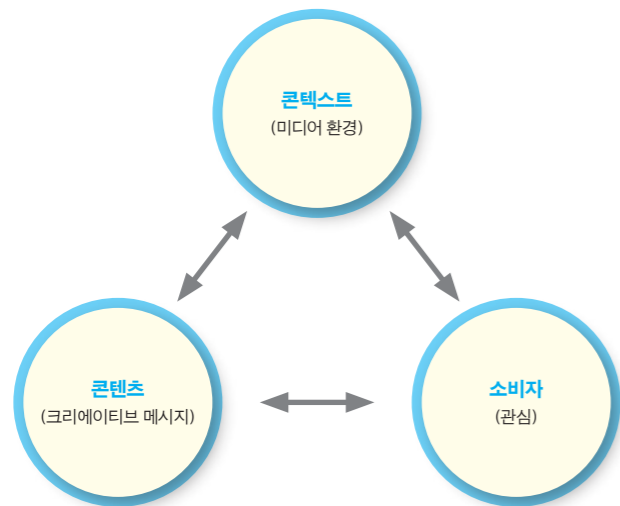 콘텍스트
(미디어 환경)
콘텐츠
(크리에이티브 메시지)
소비자
(관심)